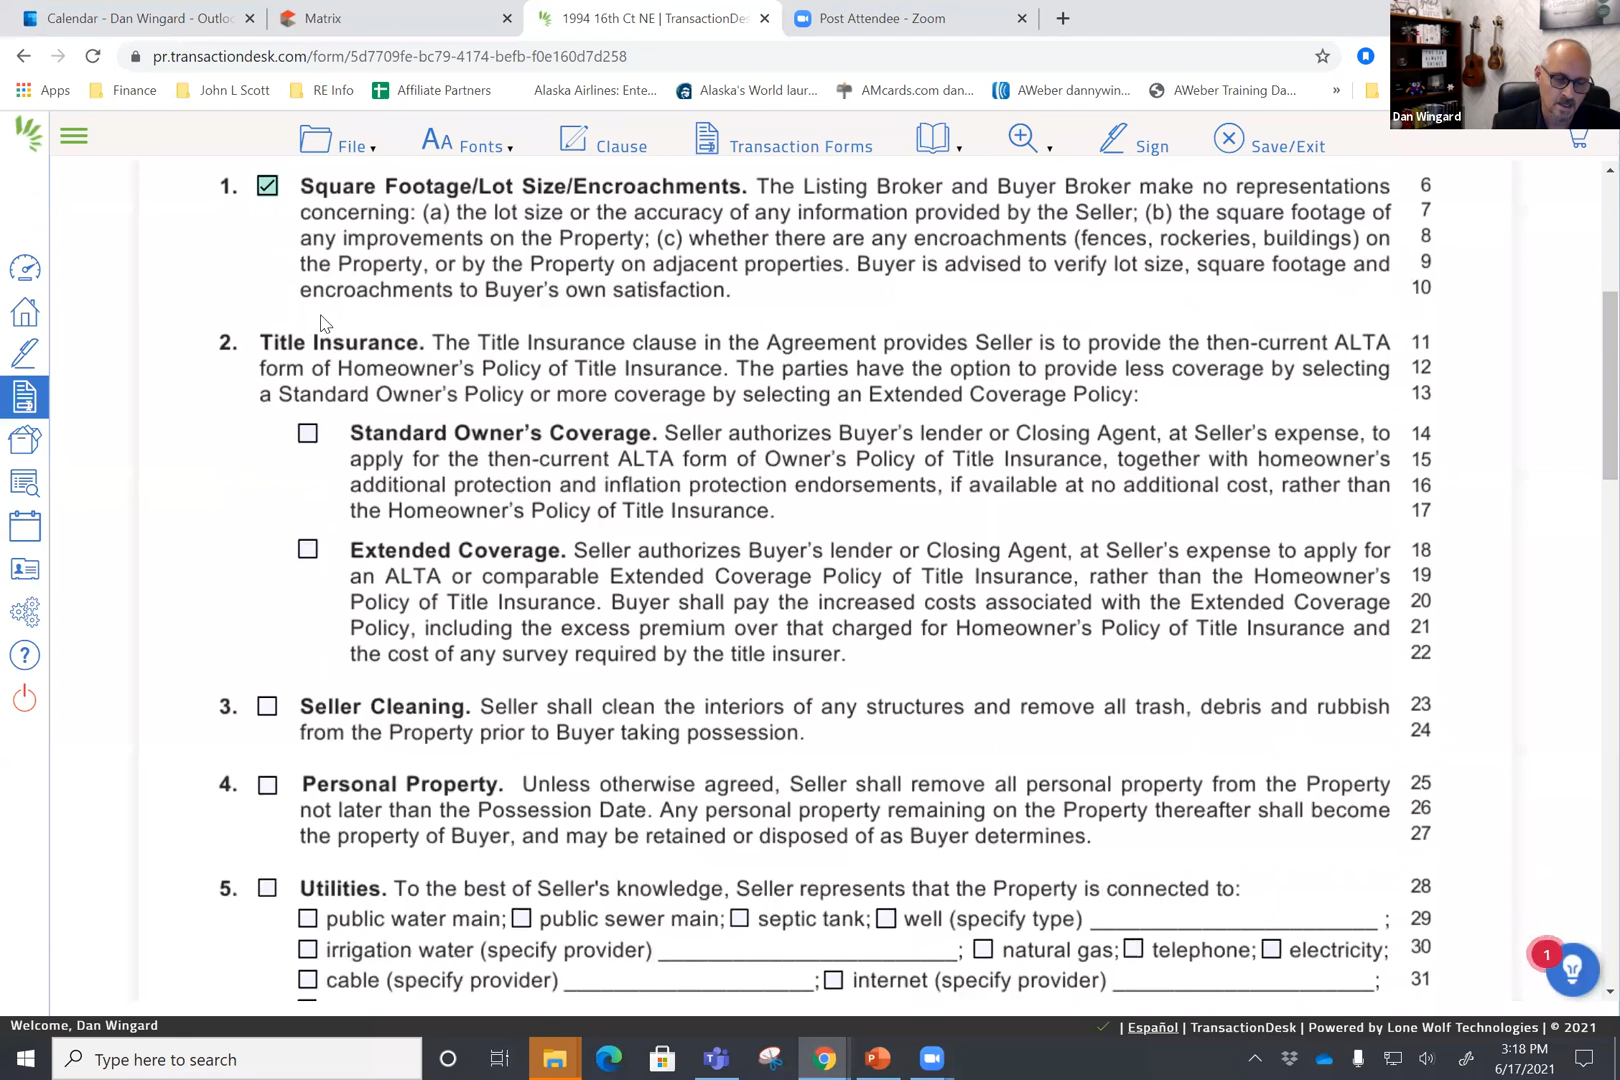 Calendar - Dan Wingard - Outlo
Matrix
1994 16th Ct NE | TransactionDes
Post Attendee - Zoom
pr.transactiondesk.com/form/5d7709fe-bc79-4174-befb-f0e160d7d258
Apps
Finance
John L Scott
RE Info
Affiliate Partners
Alaska Airlines: Ente...
Alaska's World laur...
AMcards.com dan...
AWeber dannywin...
AWeber Training Da...
»
Dan Wingard
File
Fonts
Clause
Transaction Forms
Sign
Save/Exit
1. Square Footage/Lot Size/Encroachments. The Listing Broker and Buyer Broker make no representations 6
concerning: (a) the lot size or the accuracy of any information provided by the Seller; (b) the square footage of 7
any improvements on the Property; (c) whether there are any encroachments (fences, rockeries, buildings) on 8
the Property, or by the Property on adjacent properties. Buyer is advised to verify lot size, square footage and 9
encroachments to Buyer's own satisfaction. 10
2. Title Insurance. The Title Insurance clause in the Agreement provides Seller is to provide the then-current ALTA 11
form of Homeowner's Policy of Title Insurance. The parties have the option to provide less coverage by selecting 12
a Standard Owner's Policy or more coverage by selecting an Extended Coverage Policy: 13
Standard Owner's Coverage. Seller authorizes Buyer's lender or Closing Agent, at Seller's expense, to 14
apply for the then-current ALTA form of Owner's Policy of Title Insurance, together with homeowner's 15
additional protection and inflation protection endorsements, if available at no additional cost, rather than 16
the Homeowner's Policy of Title Insurance. 17
Extended Coverage. Seller authorizes Buyer's lender or Closing Agent, at Seller's expense to apply for 18
an ALTA or comparable Extended Coverage Policy of Title Insurance, rather than the Homeowner's 19
Policy of Title Insurance. Buyer shall pay the increased costs associated with the Extended Coverage 20
Policy, including the excess premium over that charged for Homeowner's Policy of Title Insurance and 21
the cost of any survey required by the title insurer. 22
3. Seller Cleaning. Seller shall clean the interiors of any structures and remove all trash, debris and rubbish 23
from the Property prior to Buyer taking possession. 24
4. Personal Property. Unless otherwise agreed, Seller shall remove all personal property from the Property 25
not later than the Possession Date. Any personal property remaining on the Property thereafter shall become 26
the property of Buyer, and may be retained or disposed of as Buyer determines. 27
5. Utilities. To the best of Seller's knowledge, Seller represents that the Property is connected to: 28
public water main; public sewer main; septic tank; well (specify type) ; 29
irrigation water (specify provider) ; natural gas; telephone; electricity; 30
cable (specify provider) ; internet (specify provider) ; 31
1
Welcome, Dan Wingard
| Español | TransactionDesk | Powered by Lone Wolf Technologies | © 2021
Type here to search
3:18 PM
6/17/2021